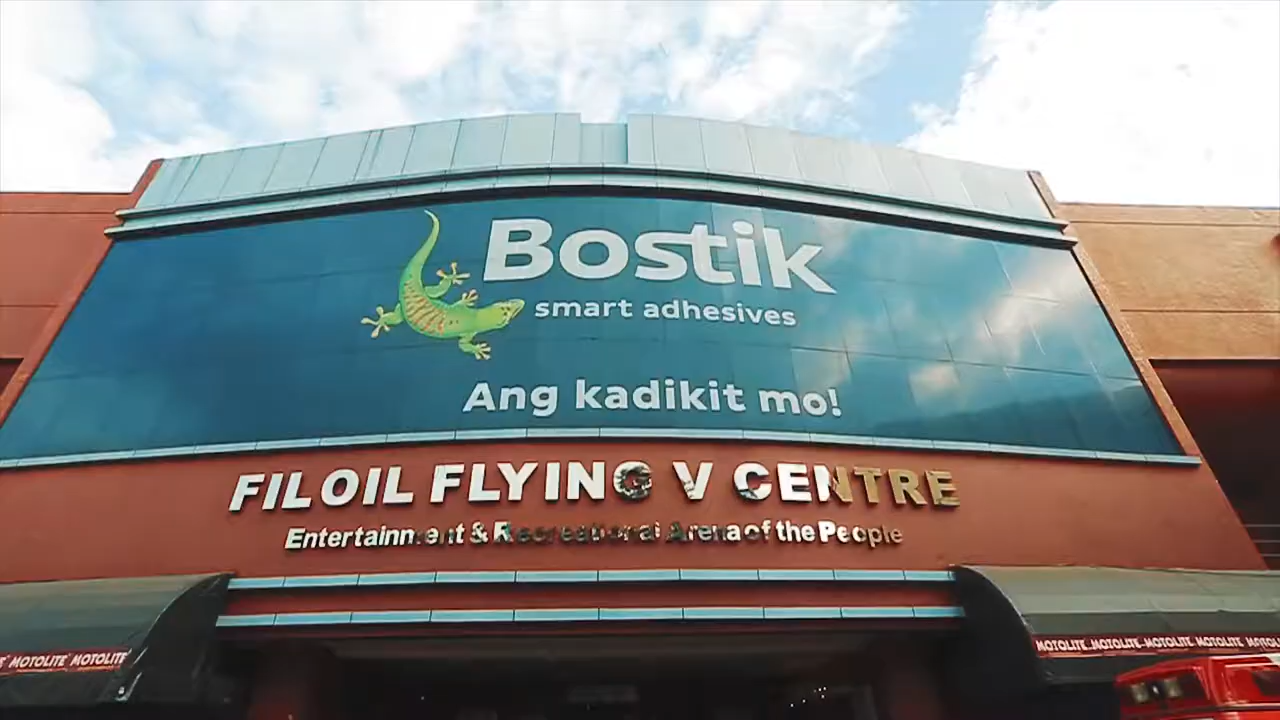 Bostik
smart adhesives
Ang kadikit mo!
FILOIL FLYING V CENTRE
Entertainment & Recreational Arena of the People
MOTOLITE MOTOLITE
MOTOLITE MOTOLITE MOTOLITE MOTOLITE